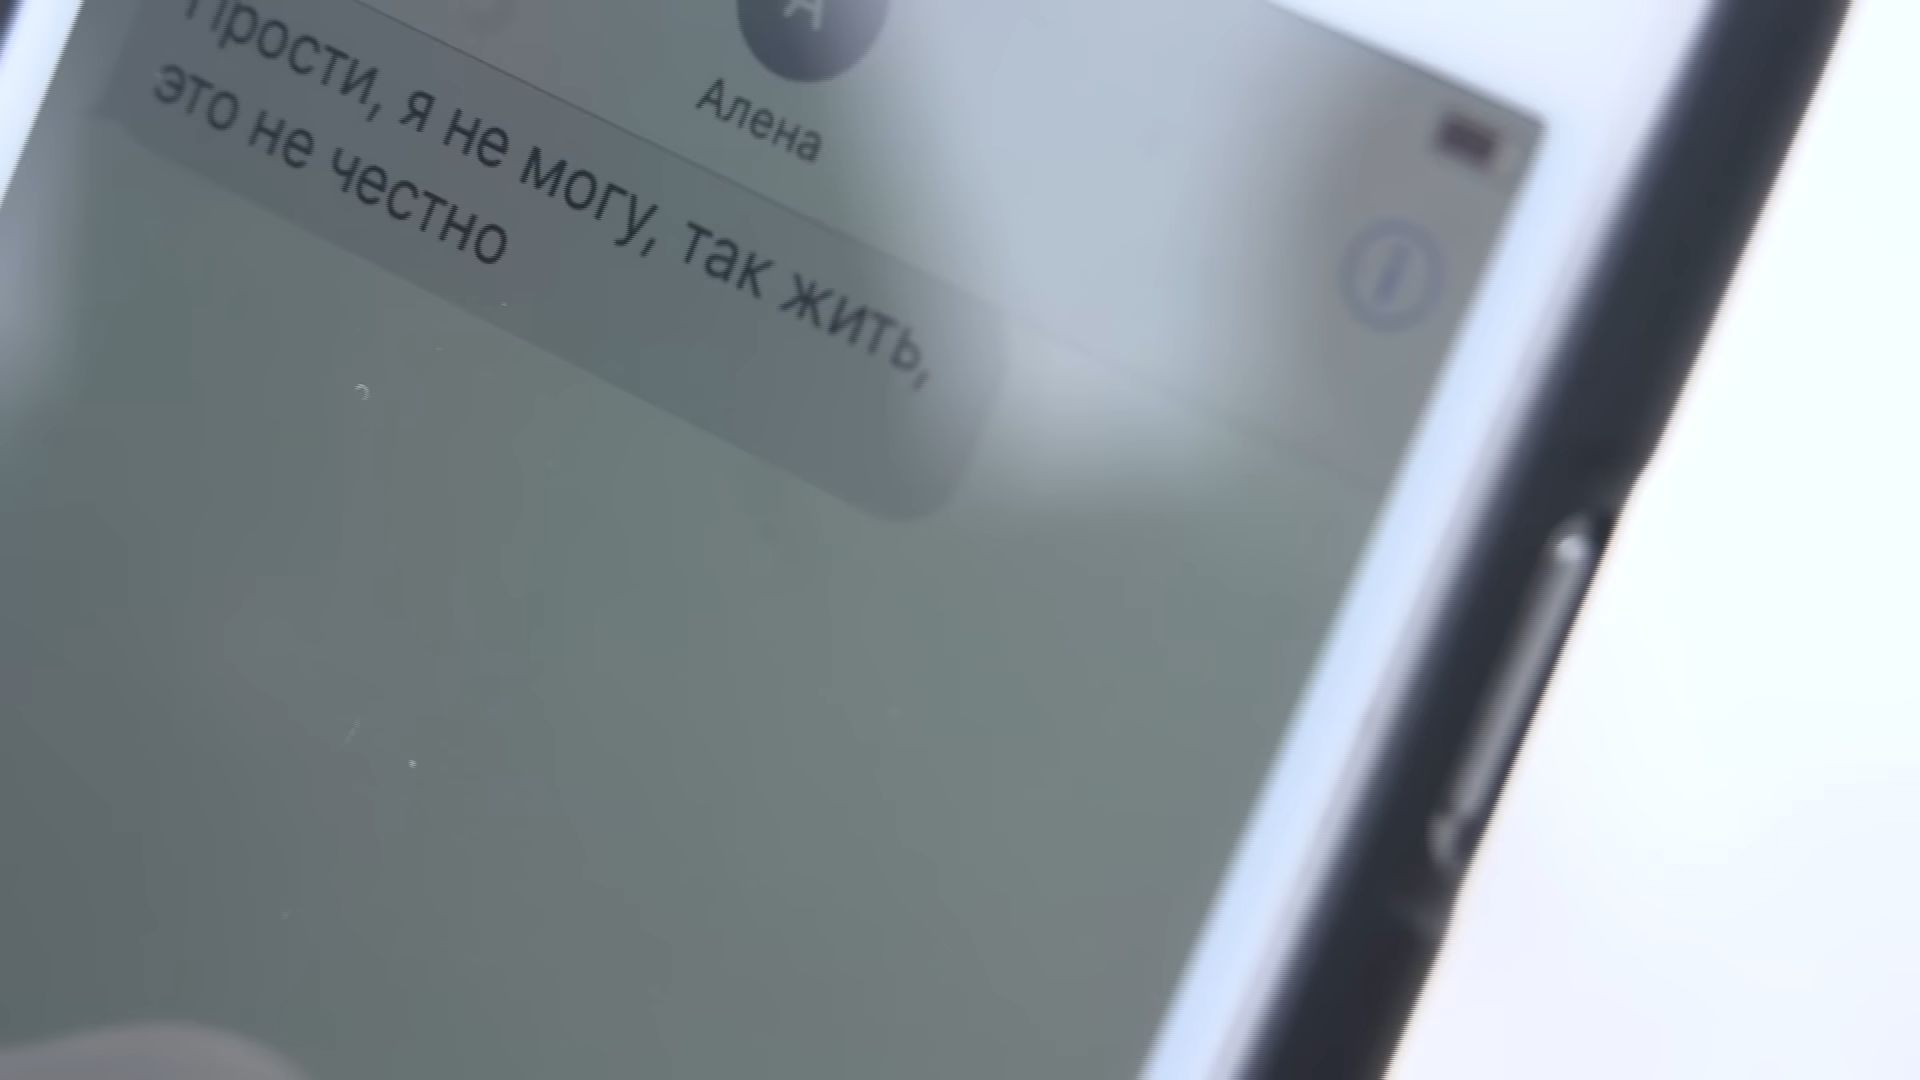 А
Алена
Прости, я не могу, так жить,
это не честно